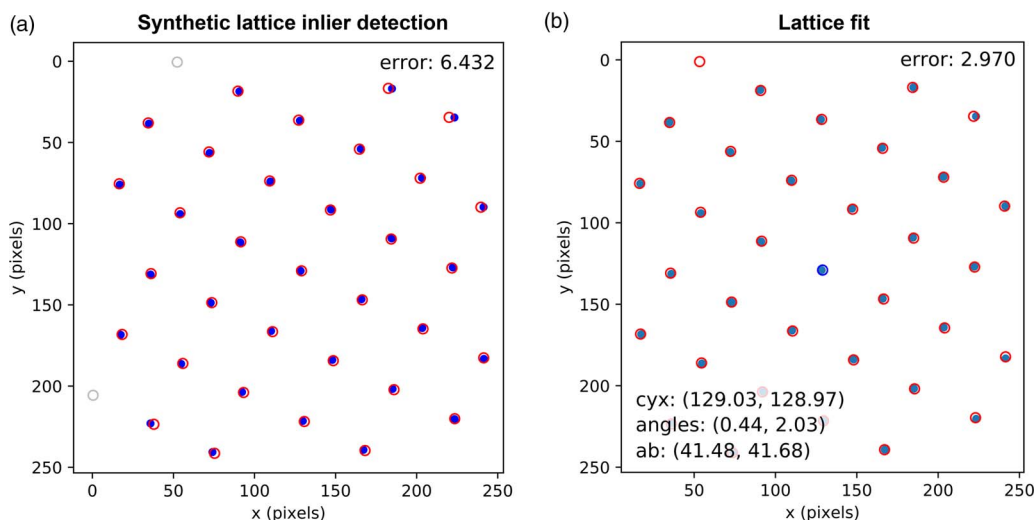 (a)
Synthetic lattice inlier detection
error: 6.432
0
50
100
150
200
250
y (pixels)
0
50
100
150
200
250
x (pixels)
(b)
Lattice fit
error: 2.970
0
50
100
150
200
250
y (pixels)
cyx: (129.03, 128.97)
angles: (0.44, 2.03)
ab: (41.48, 41.68)
50
100
150
200
250
x (pixels)